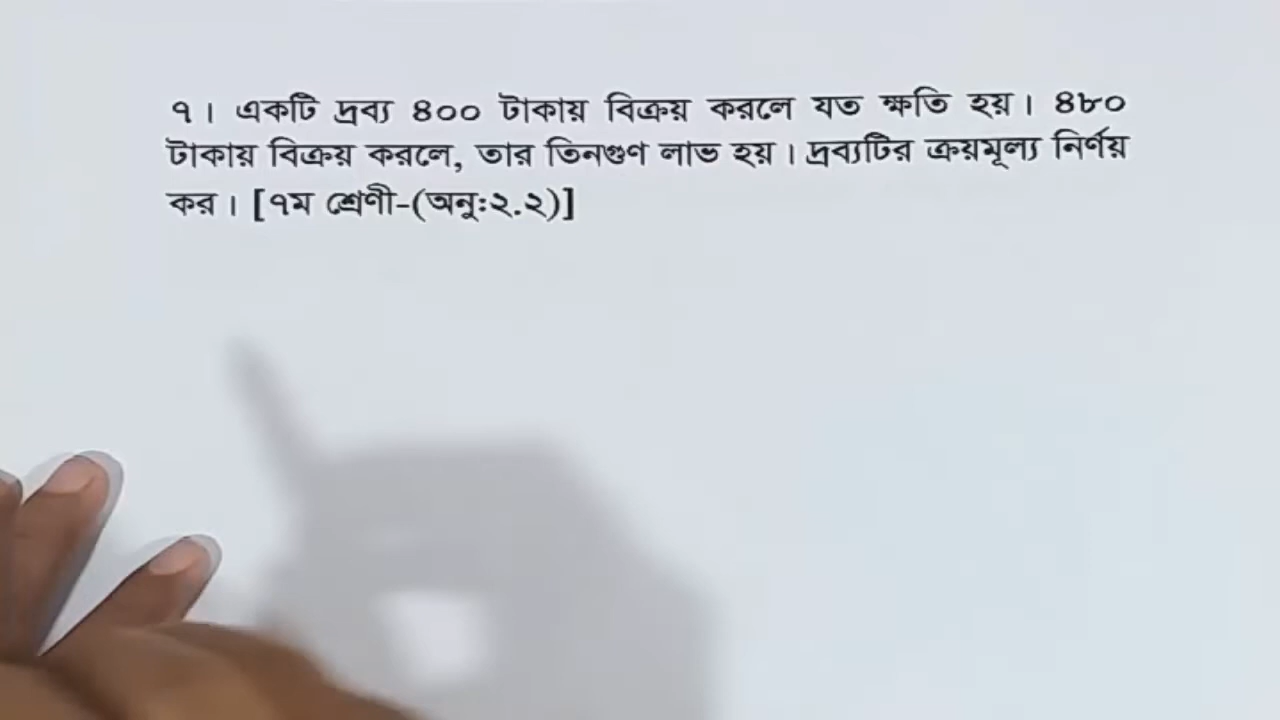 ৭। একটি দ্রব্য ৪০০ টাকায় বিক্রয় করলে যত ক্ষতি হয়। ৪৮০
টাকায় বিক্রয় করলে, তার তিনগুণ লাভ হয়। দ্রব্যটির ক্রয়মূল্য নির্ণয়
কর। [৭ম শ্রেণী-(অনুঃ২.২)]